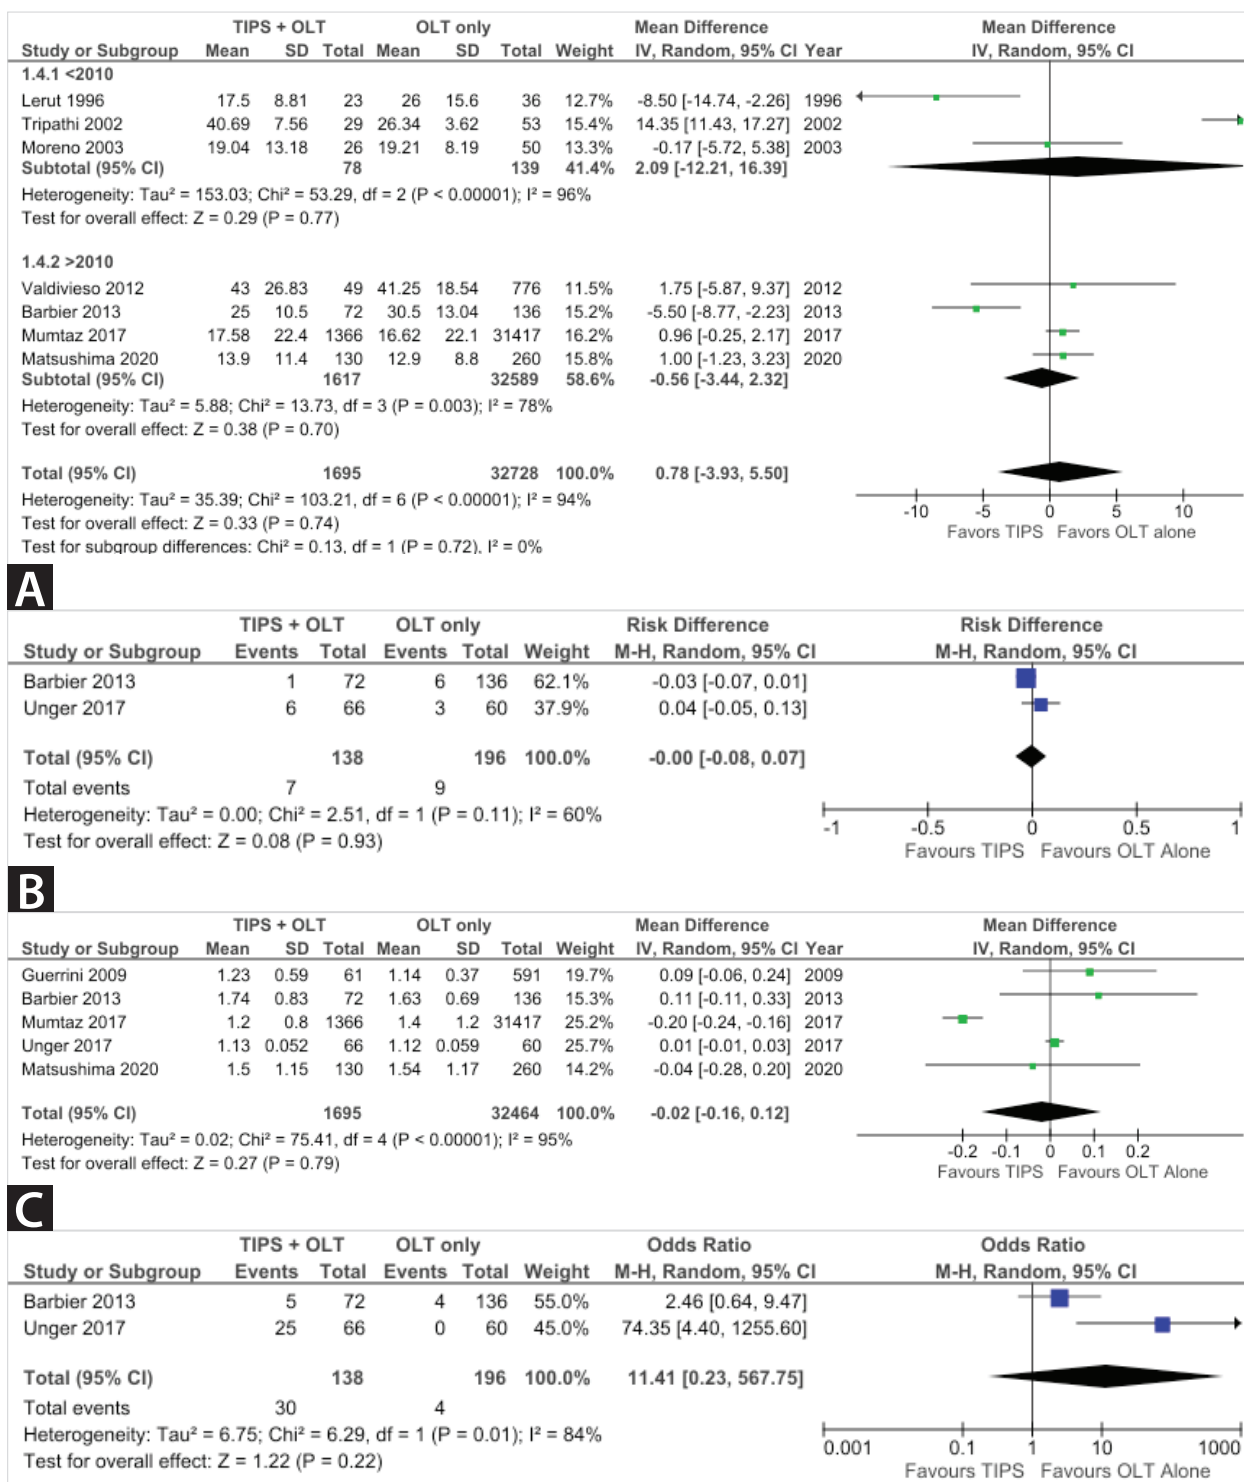 TIPS + OLT OLT only Mean Difference Mean Difference
Study or Subgroup Mean SD Total Mean SD Total Weight IV, Random, 95% CI Year IV, Random, 95% CI
1.4.1 <2010
Lerut 1996 17.5 8.81 23 26 15.6 36 12.7% -8.50 [-14.74, -2.26] 1996
Tripathi 2002 40.69 7.56 29 26.34 3.62 53 15.4% 14.35 [11.43, 17.27] 2002
Moreno 2003 19.04 13.18 26 19.21 8.19 50 13.3% -0.17 [-5.72, 5.38] 2003
Subtotal (95% CI) 78 139 41.4% 2.09 [-12.21, 16.39]
Heterogeneity: Tau² = 153.03; Chi² = 53.29, df = 2 (P < 0.00001); I² = 96%
Test for overall effect: Z = 0.29 (P = 0.77)
1.4.2 >2010
Valdivieso 2012 43 26.83 49 41.25 18.54 776 11.5% 1.75 [-5.87, 9.37] 2012
Barbier 2013 25 10.5 72 30.5 13.04 136 15.2% -5.50 [-8.77, -2.23] 2013
Mumtaz 2017 17.58 22.4 1366 16.62 22.1 31417 16.2% 0.96 [-0.25, 2.17] 2017
Matsushima 2020 13.9 11.4 130 12.9 8.8 260 15.8% 1.00 [-1.23, 3.23] 2020
Subtotal (95% CI) 1617 32589 58.6% -0.56 [-3.44, 2.32]
Heterogeneity: Tau² = 5.88; Chi² = 13.73, df = 3 (P = 0.003); I² = 78%
Test for overall effect: Z = 0.38 (P = 0.70)
Total (95% CI) 1695 32728 100.0% 0.78 [-3.93, 5.50]
Heterogeneity: Tau² = 35.39; Chi² = 103.21, df = 6 (P < 0.00001); I² = 94%
Test for overall effect: Z = 0.33 (P = 0.74)
Test for subgroup differences: Chi² = 0.13, df = 1 (P = 0.72), I² = 0%
-10 -5 0 5 10
Favors TIPS Favors OLT alone
A
TIPS + OLT OLT only Risk Difference Risk Difference
Study or Subgroup Events Total Events Total Weight M-H, Random, 95% CI M-H, Random, 95% CI
Barbier 2013 1 72 6 136 62.1% -0.03 [-0.07, 0.01]
Unger 2017 6 66 3 60 37.9% 0.04 [-0.05, 0.13]
Total (95% CI) 138 196 100.0% -0.00 [-0.08, 0.07]
Total events 7 9
Heterogeneity: Tau² = 0.00; Chi² = 2.51, df = 1 (P = 0.11); I² = 60%
Test for overall effect: Z = 0.08 (P = 0.93)
-1 -0.5 0 0.5 1
Favours TIPS Favours OLT Alone
B
TIPS + OLT OLT only Mean Difference Mean Difference
Study or Subgroup Mean SD Total Mean SD Total Weight IV, Random, 95% CI Year IV, Random, 95% CI
Guerrini 2009 1.23 0.59 61 1.14 0.37 591 19.7% 0.09 [-0.06, 0.24] 2009
Barbier 2013 1.74 0.83 72 1.63 0.69 136 15.3% 0.11 [-0.11, 0.33] 2013
Mumtaz 2017 1.2 0.8 1366 1.4 1.2 31417 25.2% -0.20 [-0.24, -0.16] 2017
Unger 2017 1.13 0.052 66 1.12 0.059 60 25.7% 0.01 [-0.01, 0.03] 2017
Matsushima 2020 1.5 1.15 130 1.54 1.17 260 14.2% -0.04 [-0.28, 0.20] 2020
Total (95% CI) 1695 32464 100.0% -0.02 [-0.16, 0.12]
Heterogeneity: Tau² = 0.02; Chi² = 75.41, df = 4 (P < 0.00001); I² = 95%
Test for overall effect: Z = 0.27 (P = 0.79)
-0.2 -0.1 0 0.1 0.2
Favours TIPS Favours OLT Alone
C
TIPS + OLT OLT only Odds Ratio Odds Ratio
Study or Subgroup Events Total Events Total Weight M-H, Random, 95% CI M-H, Random, 95% CI
Barbier 2013 5 72 4 136 55.0% 2.46 [0.64, 9.47]
Unger 2017 25 66 0 60 45.0% 74.35 [4.40, 1255.60]
Total (95% CI) 138 196 100.0% 11.41 [0.23, 567.75]
Total events 30 4
Heterogeneity: Tau² = 6.75; Chi² = 6.29, df = 1 (P = 0.01); I² = 84%
Test for overall effect: Z = 1.22 (P = 0.22)
0.001 0.1 1 10 1000
Favours TIPS Favours OLT Alone